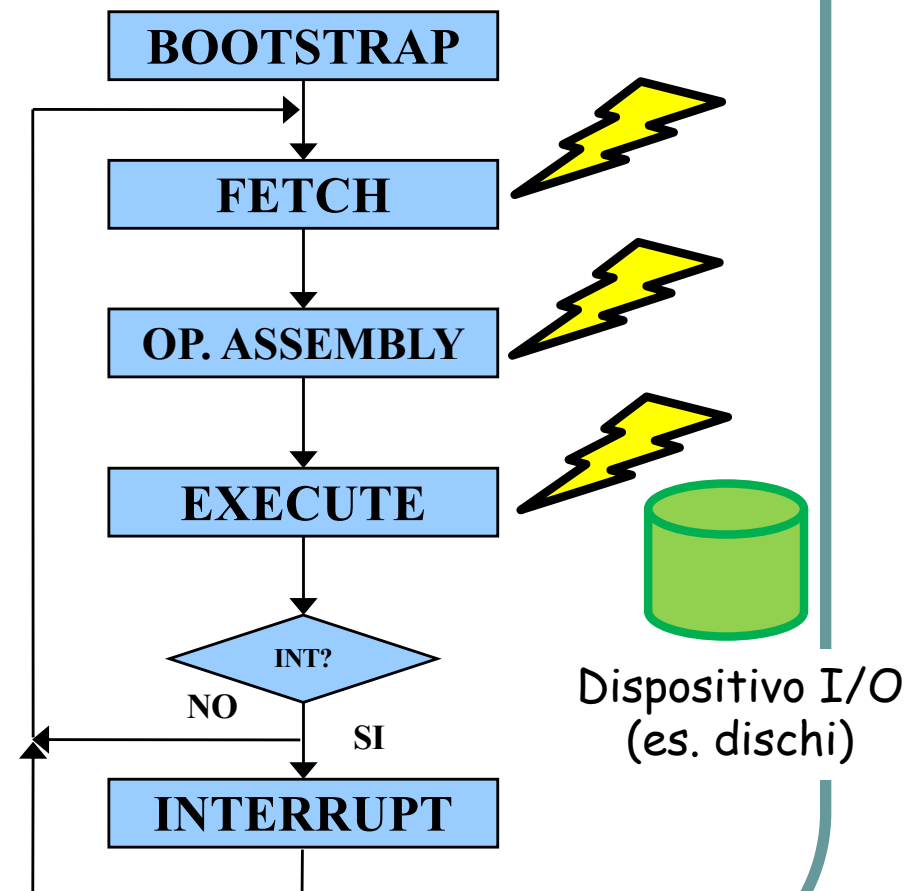 BOOTSTRAP
FETCH
OP. ASSEMBLY
EXECUTE
INT?
NO
SI
Dispositivo I/O
(es. dischi)
INTERRUPT